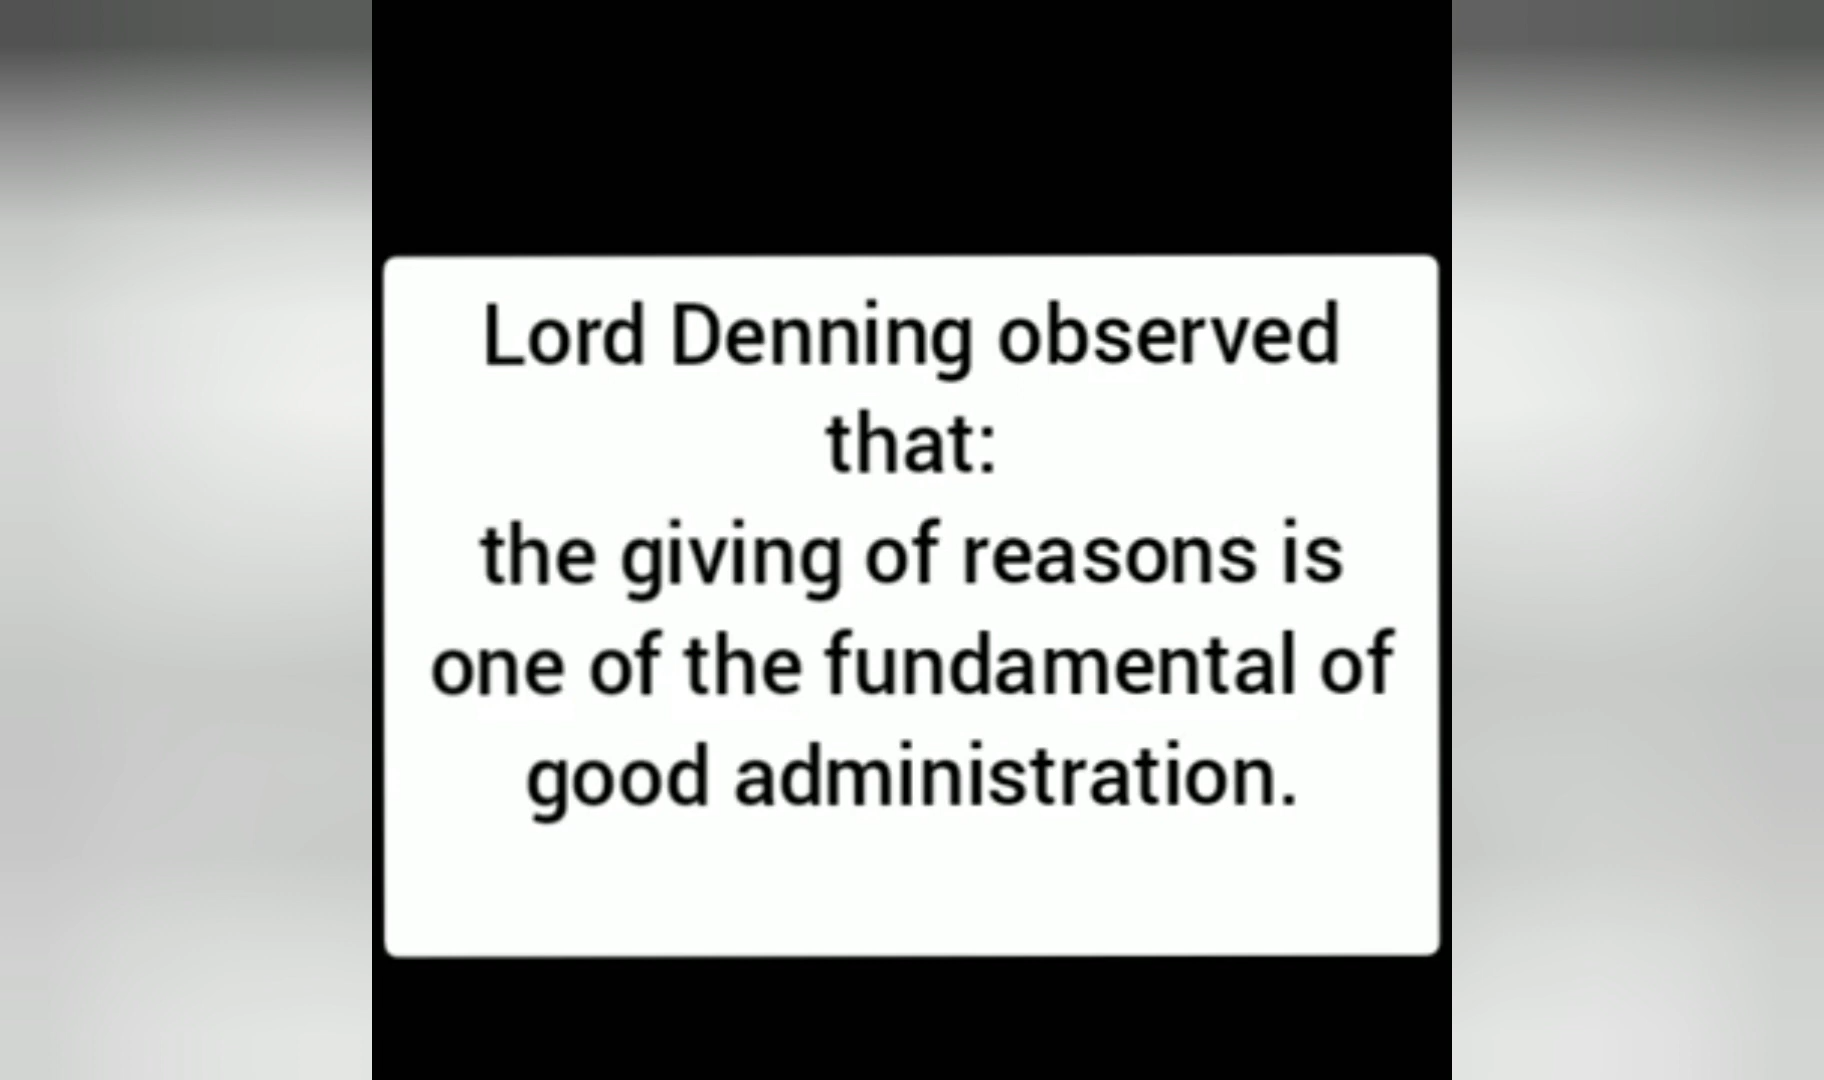 Lord Denning observed
that:
the giving of reasons is
one of the fundamental of
good administration.